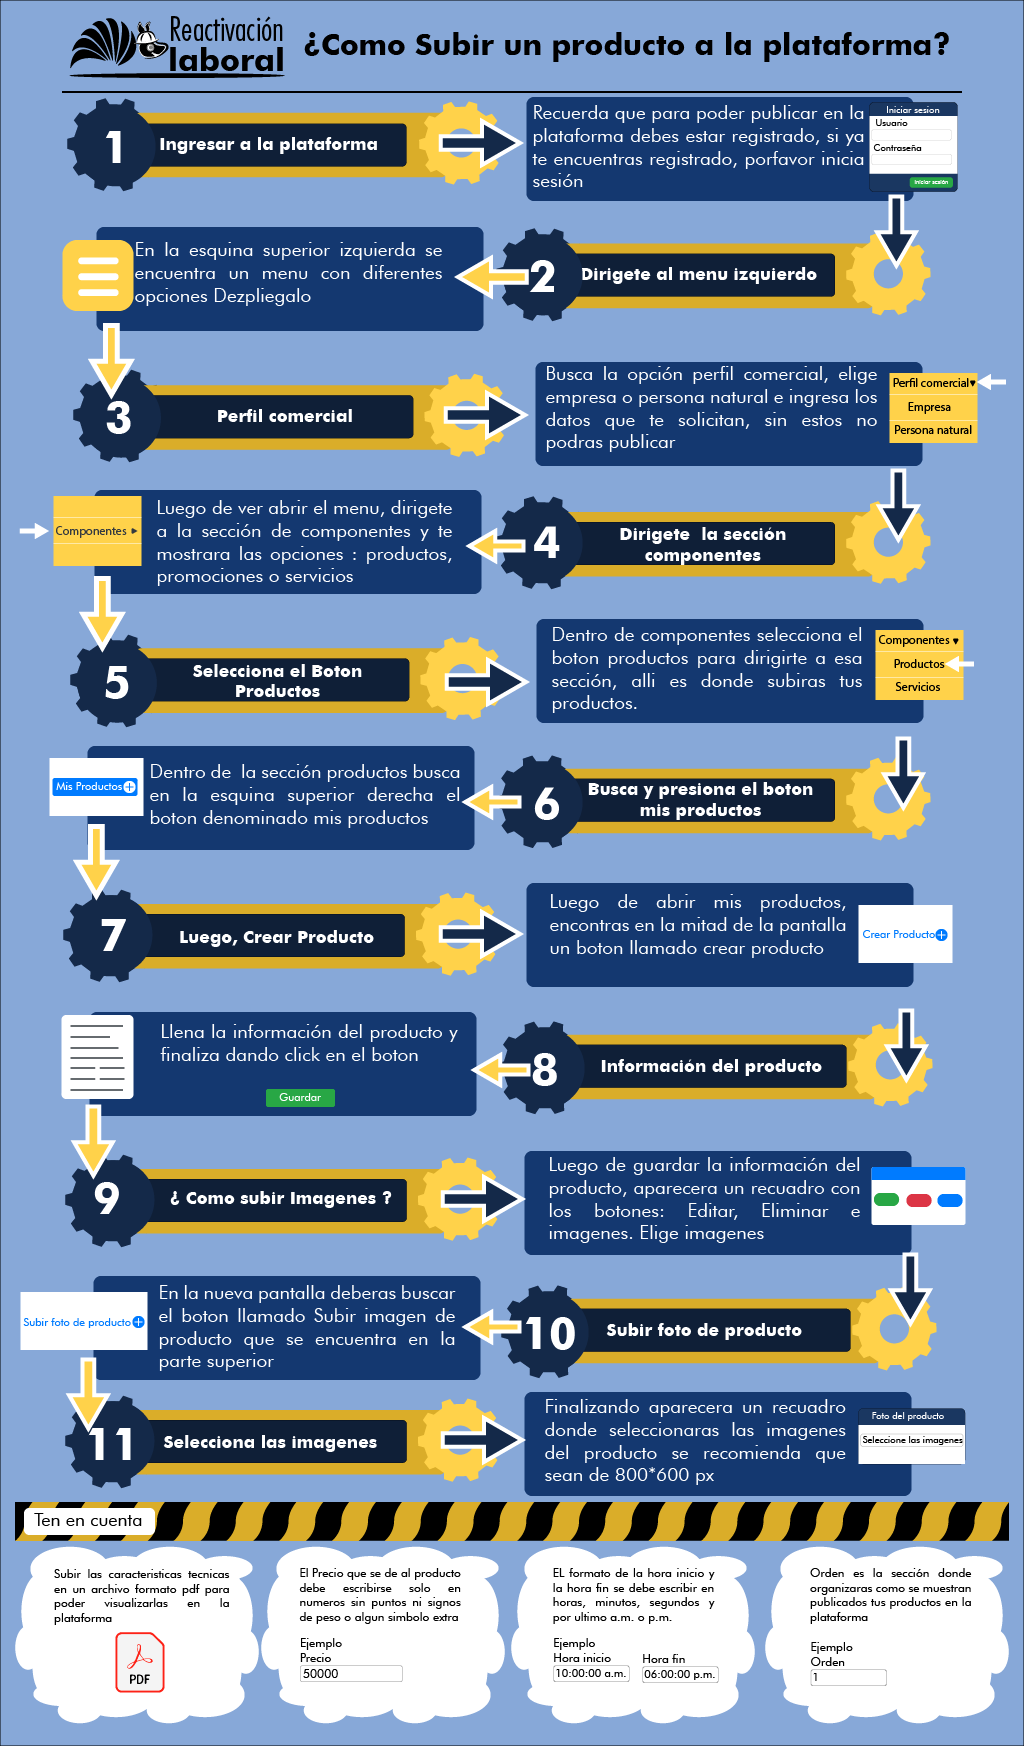 Reactivación
laboral
¿Como Subir un producto a la plataforma?
1
Ingresar a la plataforma
Recuerda que para poder publicar en la
plataforma debes estar registrado, si ya
te encuentras registrado, porfavor inicia
sesión
Iniciar sesion
Usuario
Contraseña
Iniciar sesión
2
Dirigete al menu izquierdo
En la esquina superior izquierda se
encuentra un menu con diferentes
opciones Dezpliegalo
3
Perfil comercial
Busca la opción perfil comercial, elige
empresa o persona natural e ingresa los
datos que te solicitan, sin estos no
podras publicar
Perfil comercial
Empresa
Persona natural
4
Dirigete la sección
componentes
Luego de ver abrir el menu, dirigete
a la sección de componentes y te
mostrara las opciones : productos,
promociones o servicios
Componentes
5
Selecciona el Boton
Productos
Dentro de componentes selecciona el
boton productos para dirigirte a esa
sección, alli es donde subiras tus
productos.
Componentes
Productos
Servicios
6
Busca y presiona el boton
mis productos
Dentro de la sección productos busca
en la esquina superior derecha el
boton denominado mis productos
Mis Productos
7
Luego, Crear Producto
Luego de abrir mis productos,
encontras en la mitad de la pantalla
un boton llamado crear producto
Crear Producto
8
Información del producto
Llena la información del producto y
finaliza dando click en el boton
Guardar
9
¿ Como subir Imagenes ?
Luego de guardar la información del
producto, aparecera un recuadro con
los botones: Editar, Eliminar e
imagenes. Elige imagenes
10
Subir foto de producto
En la nueva pantalla deberas buscar
el boton llamado Subir imagen de
producto que se encuentra en la
parte superior
Subir foto de producto
11
Selecciona las imagenes
Finalizando aparecera un recuadro
donde seleccionaras las imagenes
del producto se recomienda que
sean de 800*600 px
Foto del producto
Seleccione las imagenes
Ten en cuenta
Subir las caracteristicas tecnicas
en un archivo formato pdf para
poder visualizarlas en la
plataforma
PDF
El Precio que se de al producto
debe escribirse solo en
numeros sin puntos ni signos
de peso o algun simbolo extra
Ejemplo
Precio
50000
EL formato de la hora inicio y
la hora fin se debe escribir en
horas, minutos, segundos y
por ultimo a.m. o p.m.
Ejemplo
Hora inicio
10:00:00 a.m.
Hora fin
06:00:00 p.m.
Orden es la sección donde
organizaras como se muestran
publicados tus productos en la
plataforma
Ejemplo
Orden
1